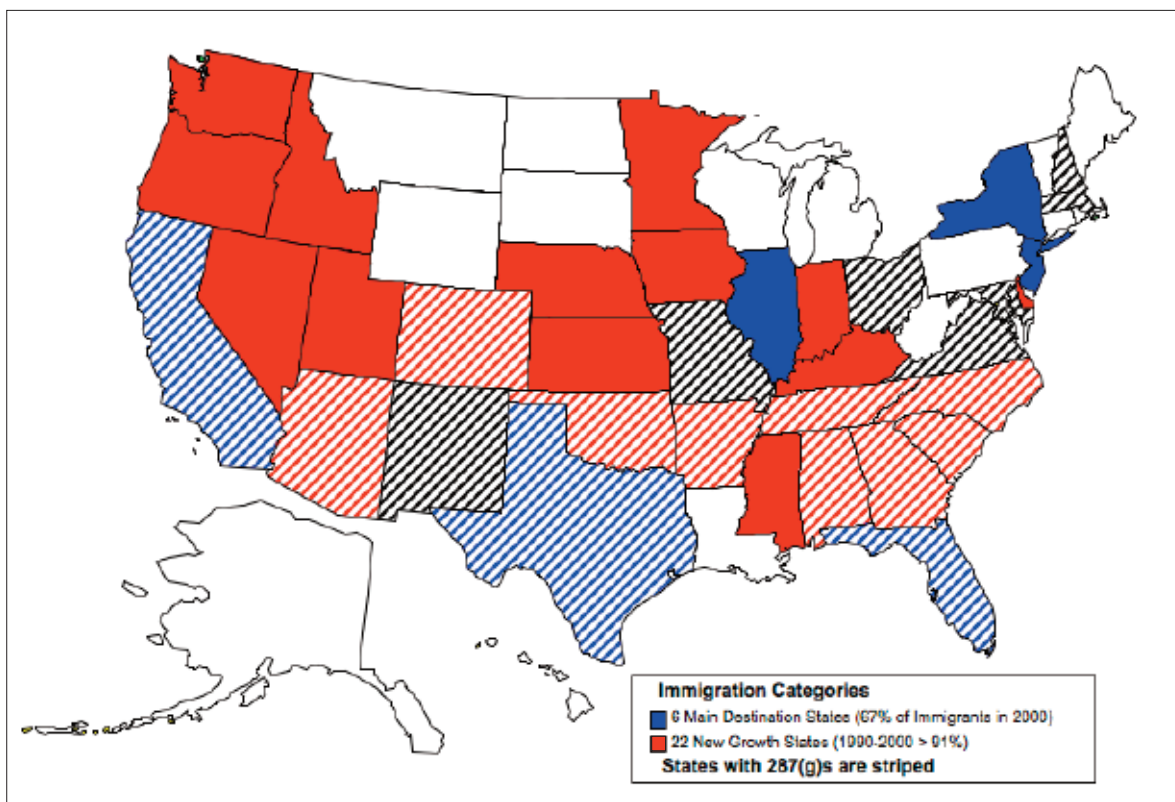 Immigration Categories
6 Main Destination States (67% of Immigrants in 2000)
22 New Growth States (1990-2000 > 91%)
States with 287(g)s are striped